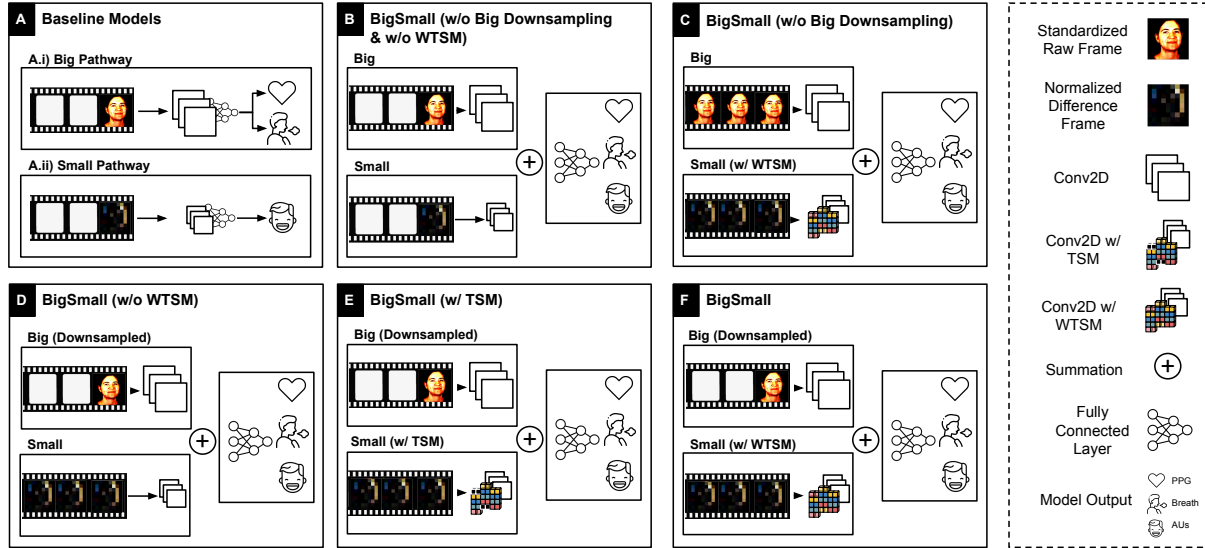 A Baseline Models
A.i) Big Pathway
A.ii) Small Pathway
B BigSmall (w/o Big Downsampling
& w/o WTSM)
Big
Small
C BigSmall (w/o Big Downsampling)
Big
Small (w/ WTSM)
D BigSmall (w/o WTSM)
Big (Downsampled)
Small
E BigSmall (w/ TSM)
Big (Downsampled)
Small (w/ TSM)
F BigSmall
Big (Downsampled)
Small (w/ WTSM)
Standardized
Raw Frame
Normalized
Difference
Frame
Conv2D
Conv2D w/
TSM
Conv2D w/
WTSM
Summation
Fully
Connected
Layer
Model Output
PPG
Breath
AUs